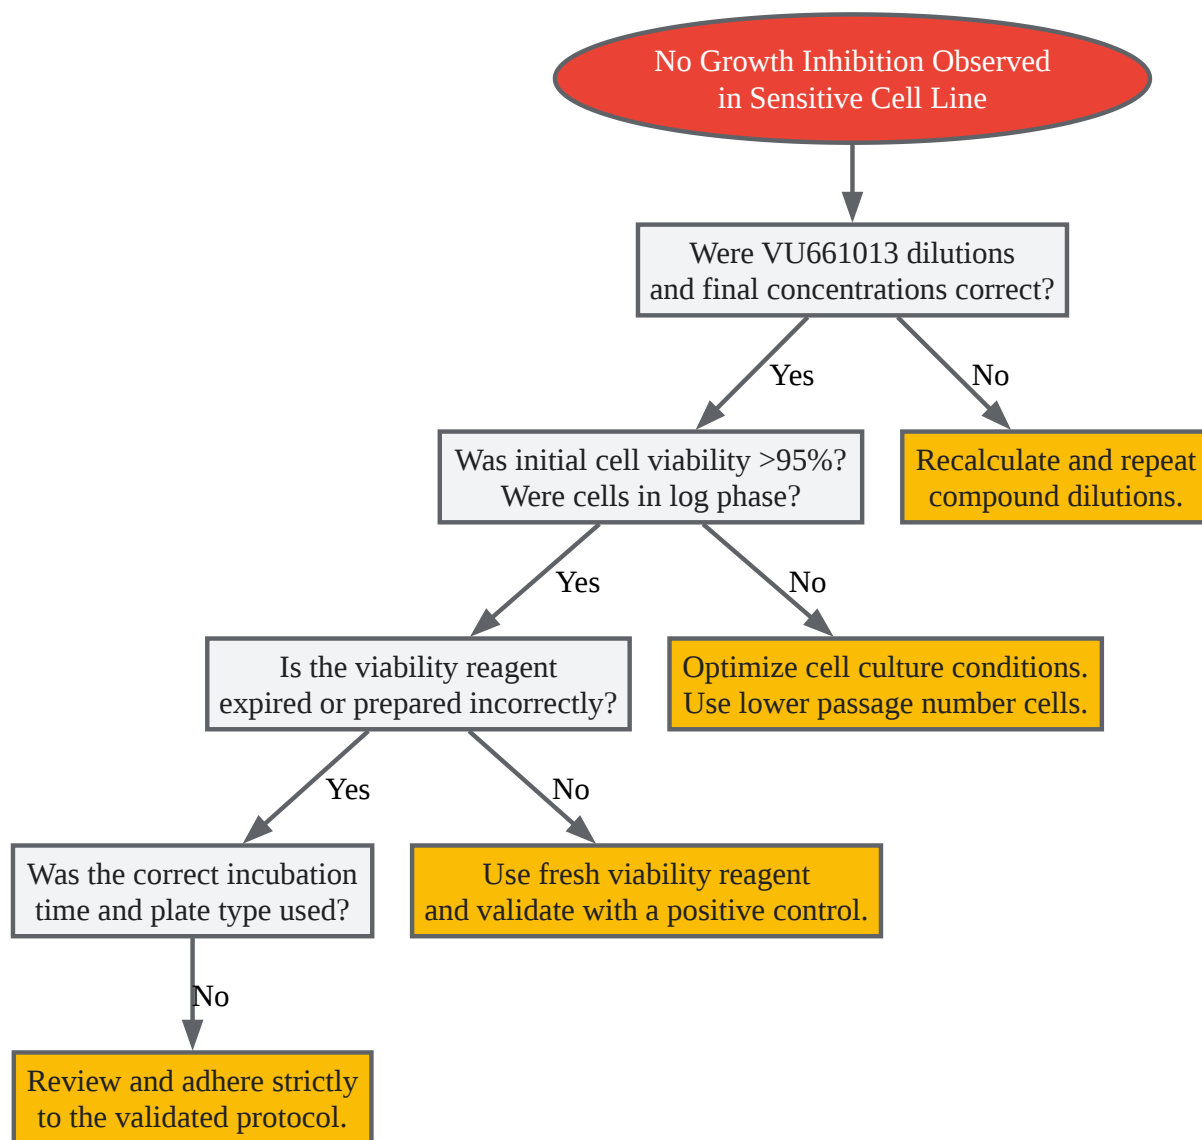 No Growth Inhibition Observed
in Sensitive Cell Line
Were VU661013 dilutions
and final concentrations correct?
Yes
No
Was initial cell viability >95%?
Were cells in log phase?
Recalculate and repeat
compound dilutions.
Yes
No
Is the viability reagent
expired or prepared incorrectly?
Optimize cell culture conditions.
Use lower passage number cells.
Yes
No
Was the correct incubation
time and plate type used?
Use fresh viability reagent
and validate with a positive control.
No
Review and adhere strictly
to the validated protocol.